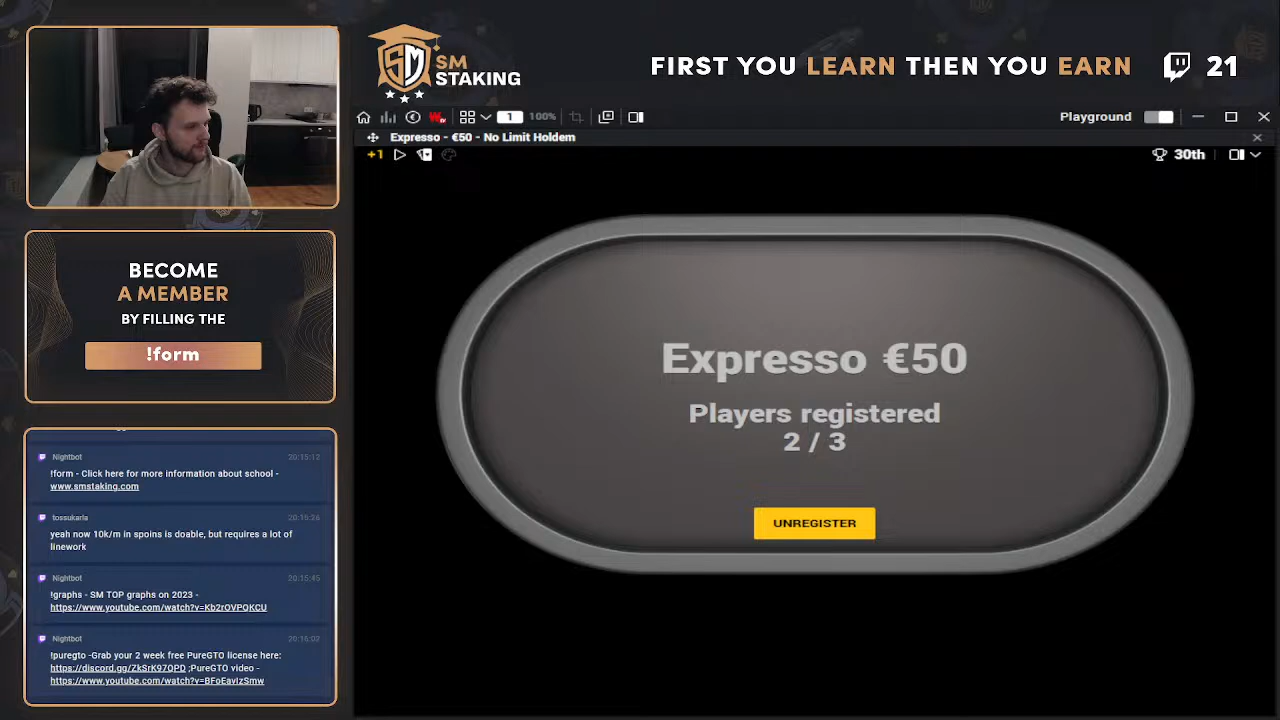 SM
STAKING
FIRST YOU LEARN THEN YOU EARN
21
1
100%
Playground
Expresso - €50 - No Limit Holdem
+1
30th
BECOME
A MEMBER
BY FILLING THE
!form
Expresso €50
Players registered
2 / 3
UNREGISTER
Nightbot 20:15:12
!form - Click here for more information about school -
www.smstaking.com
tossukarla 20:15:26
yeah now 10k/m in spoins is doable, but requires a lot of
linework
Nightbot 20:15:45
!graphs - SM TOP graphs on 2023 -
https://www.youtube.com/watch?v=Kb2rOVPQKCU
Nightbot 20:16:02
!puregto -Grab your 2 week free PureGTO license here:
https://discord.gg/ZkSrK97QPD ;PureGTO video -
https://www.youtube.com/watch?v=BFoEavIzSmw